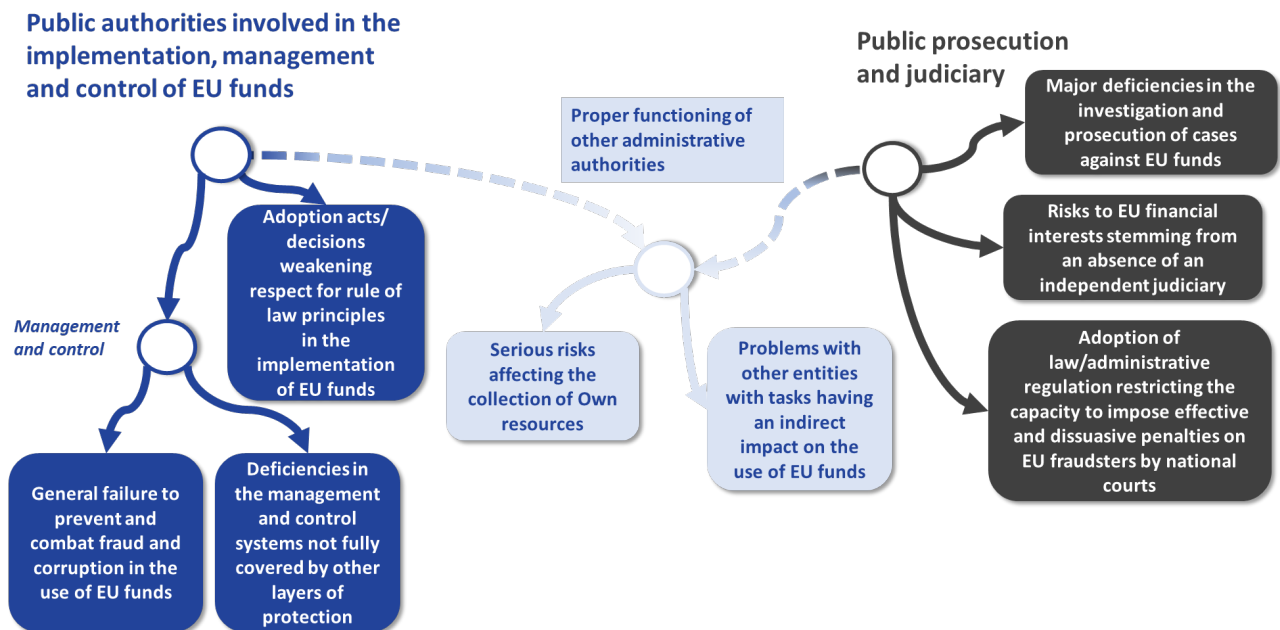 Public authorities involved in the
implementation, management
and control of EU funds
Management
and control
Adoption acts/
decisions
weakening
respect for rule of
law principles
in the
implementation
of EU funds
General failure to
prevent and
combat fraud and
corruption in the
use of EU funds
Deficiencies in
the management
and control
systems not fully
covered by other
layers of
protection
Proper functioning of
other administrative
authorities
Serious risks
affecting the
collection of Own
resources
Problems with
other entities
with tasks having
an indirect
impact on the
use of EU funds
Public prosecution
and judiciary
Major deficiencies in the
investigation and
prosecution of cases
against EU funds
Risks to EU financial
interests stemming from
an absence of an
independent judiciary
Adoption of
law/administrative
regulation restricting the
capacity to impose effective
and dissuasive penalties on
EU fraudsters by national
courts